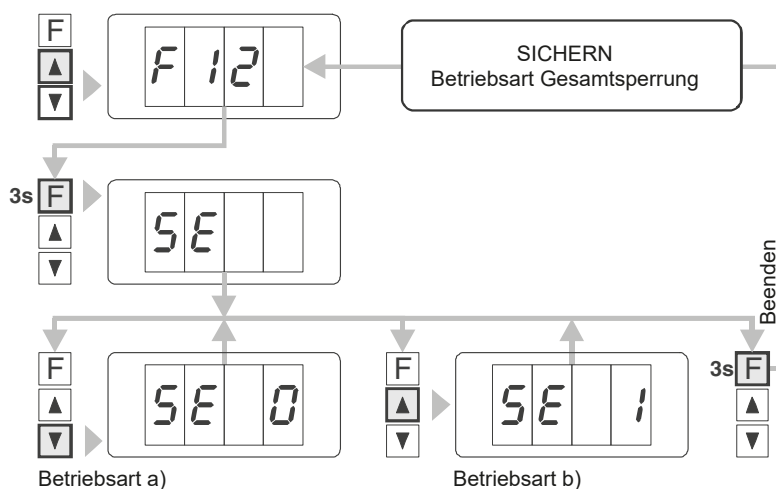 F
F 12
SICHERN
Betriebsart Gesamtsperrung
3s F
SE
Beenden
F
SE 0
F
SE 1
3s F
Betriebsart a)
Betriebsart b)